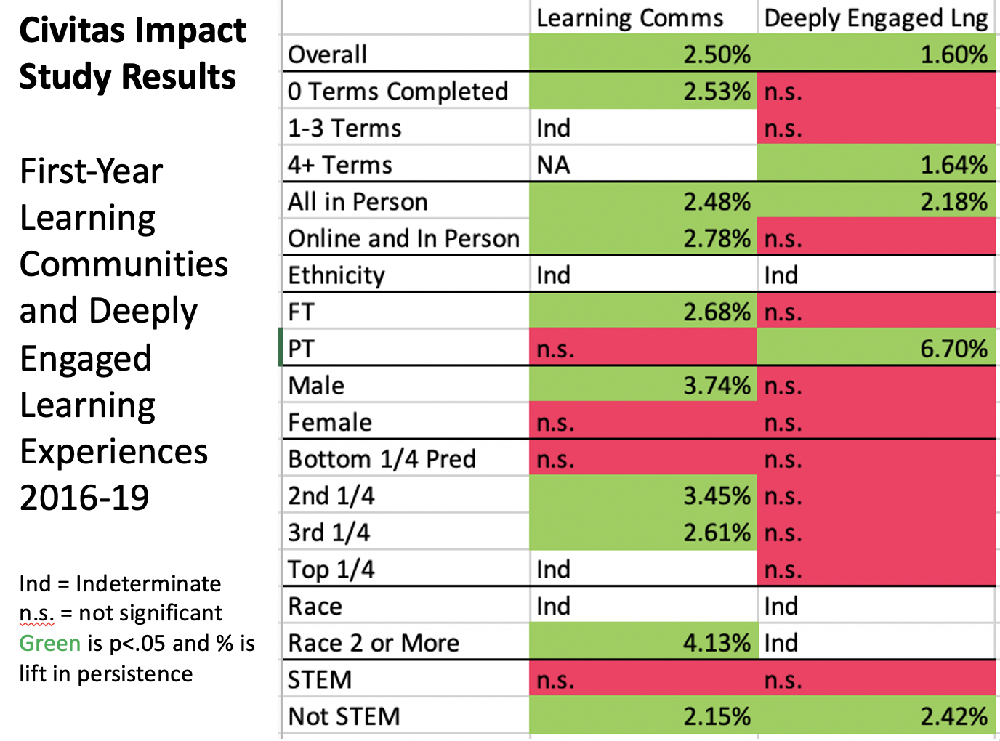 Civitas Impact
Study Results
First-Year
Learning
Communities
and Deeply
Engaged
Learning
Experiences
2016-19
Ind = Indeterminate
n.s. = not significant
Green is p<.05 and % is
lift in persistence
Learning Comms Deeply Engaged Lng
Overall 2.50% 1.60%
0 Terms Completed 2.53% n.s.
1-3 Terms Ind n.s.
4+ Terms NA 1.64%
All in Person 2.48% 2.18%
Online and In Person 2.78% n.s.
Ethnicity Ind Ind
FT 2.68% n.s.
PT n.s. 6.70%
Male 3.74% n.s.
Female n.s. n.s.
Bottom 1/4 Pred n.s. n.s.
2nd 1/4 3.45% n.s.
3rd 1/4 2.61% n.s.
Top 1/4 Ind n.s.
Race Ind Ind
Race 2 or More 4.13% Ind
STEM n.s. n.s.
Not STEM 2.15% 2.42%